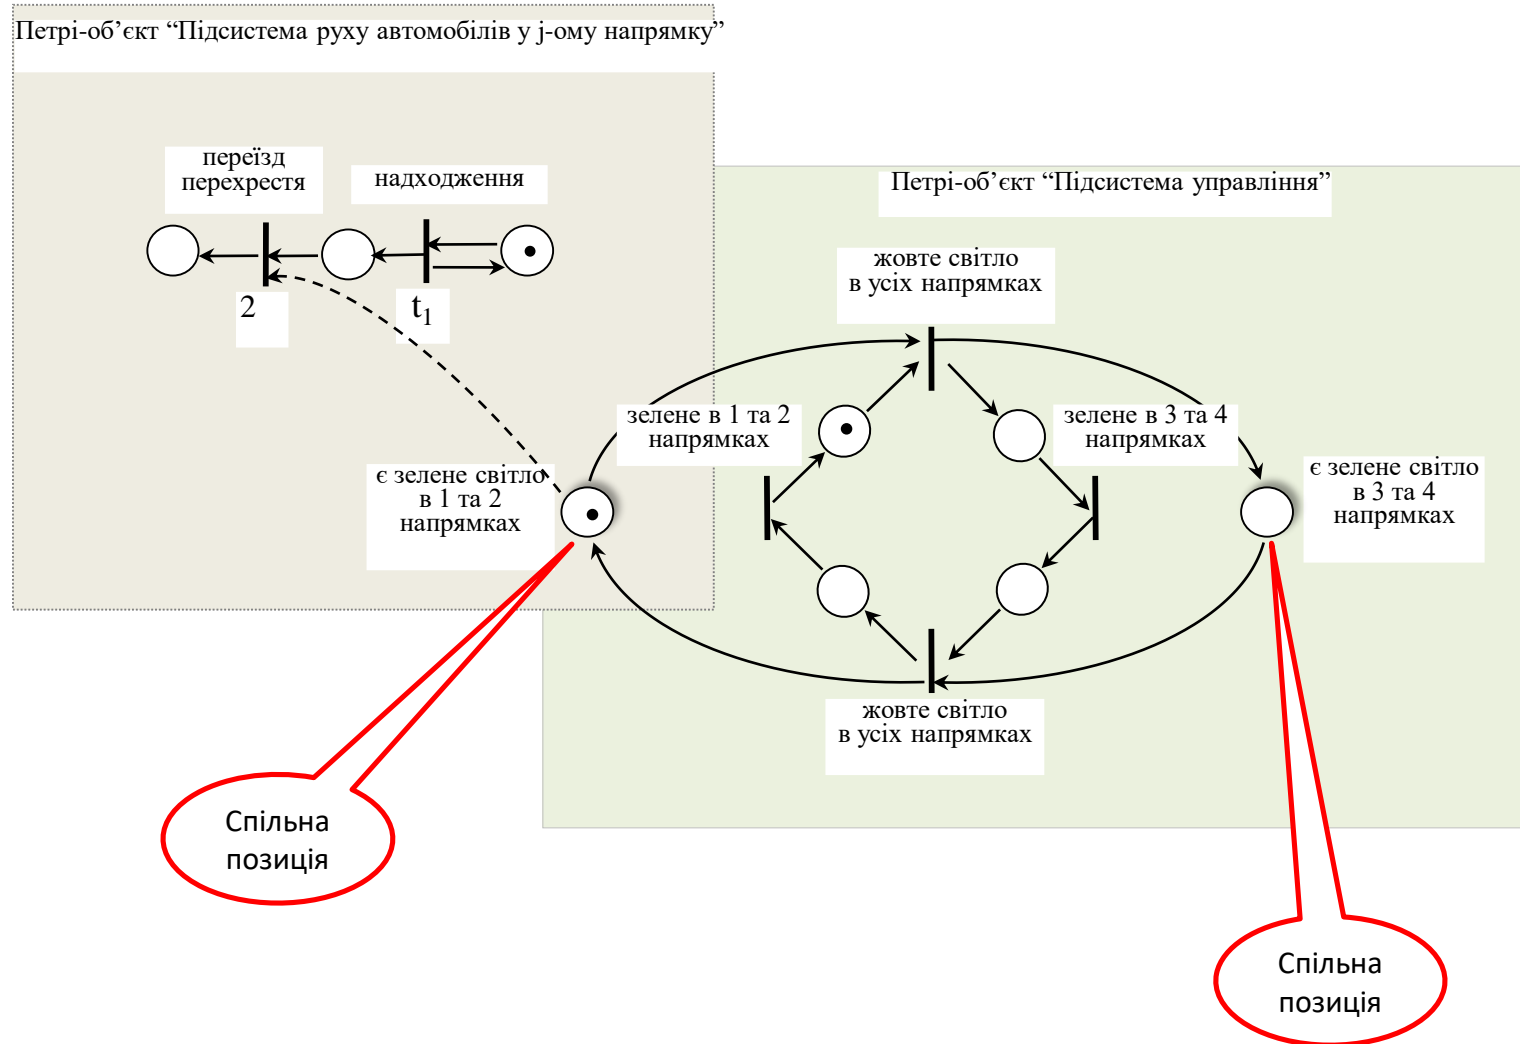 Петрі-об’єкт “Підсистема руху автомобілів у j-ому напрямку”
переїзд
перехрестя
надходження
2
t1
Петрі-об’єкт “Підсистема управління”
жовте світло
в усіх напрямках
зелене в 1 та 2
напрямках
зелене в 3 та 4
напрямках
є зелене світло
в 1 та 2
напрямках
є зелене світло
в 3 та 4
напрямках
жовте світло
в усіх напрямках
Спільна
позиція
Спільна
позиція